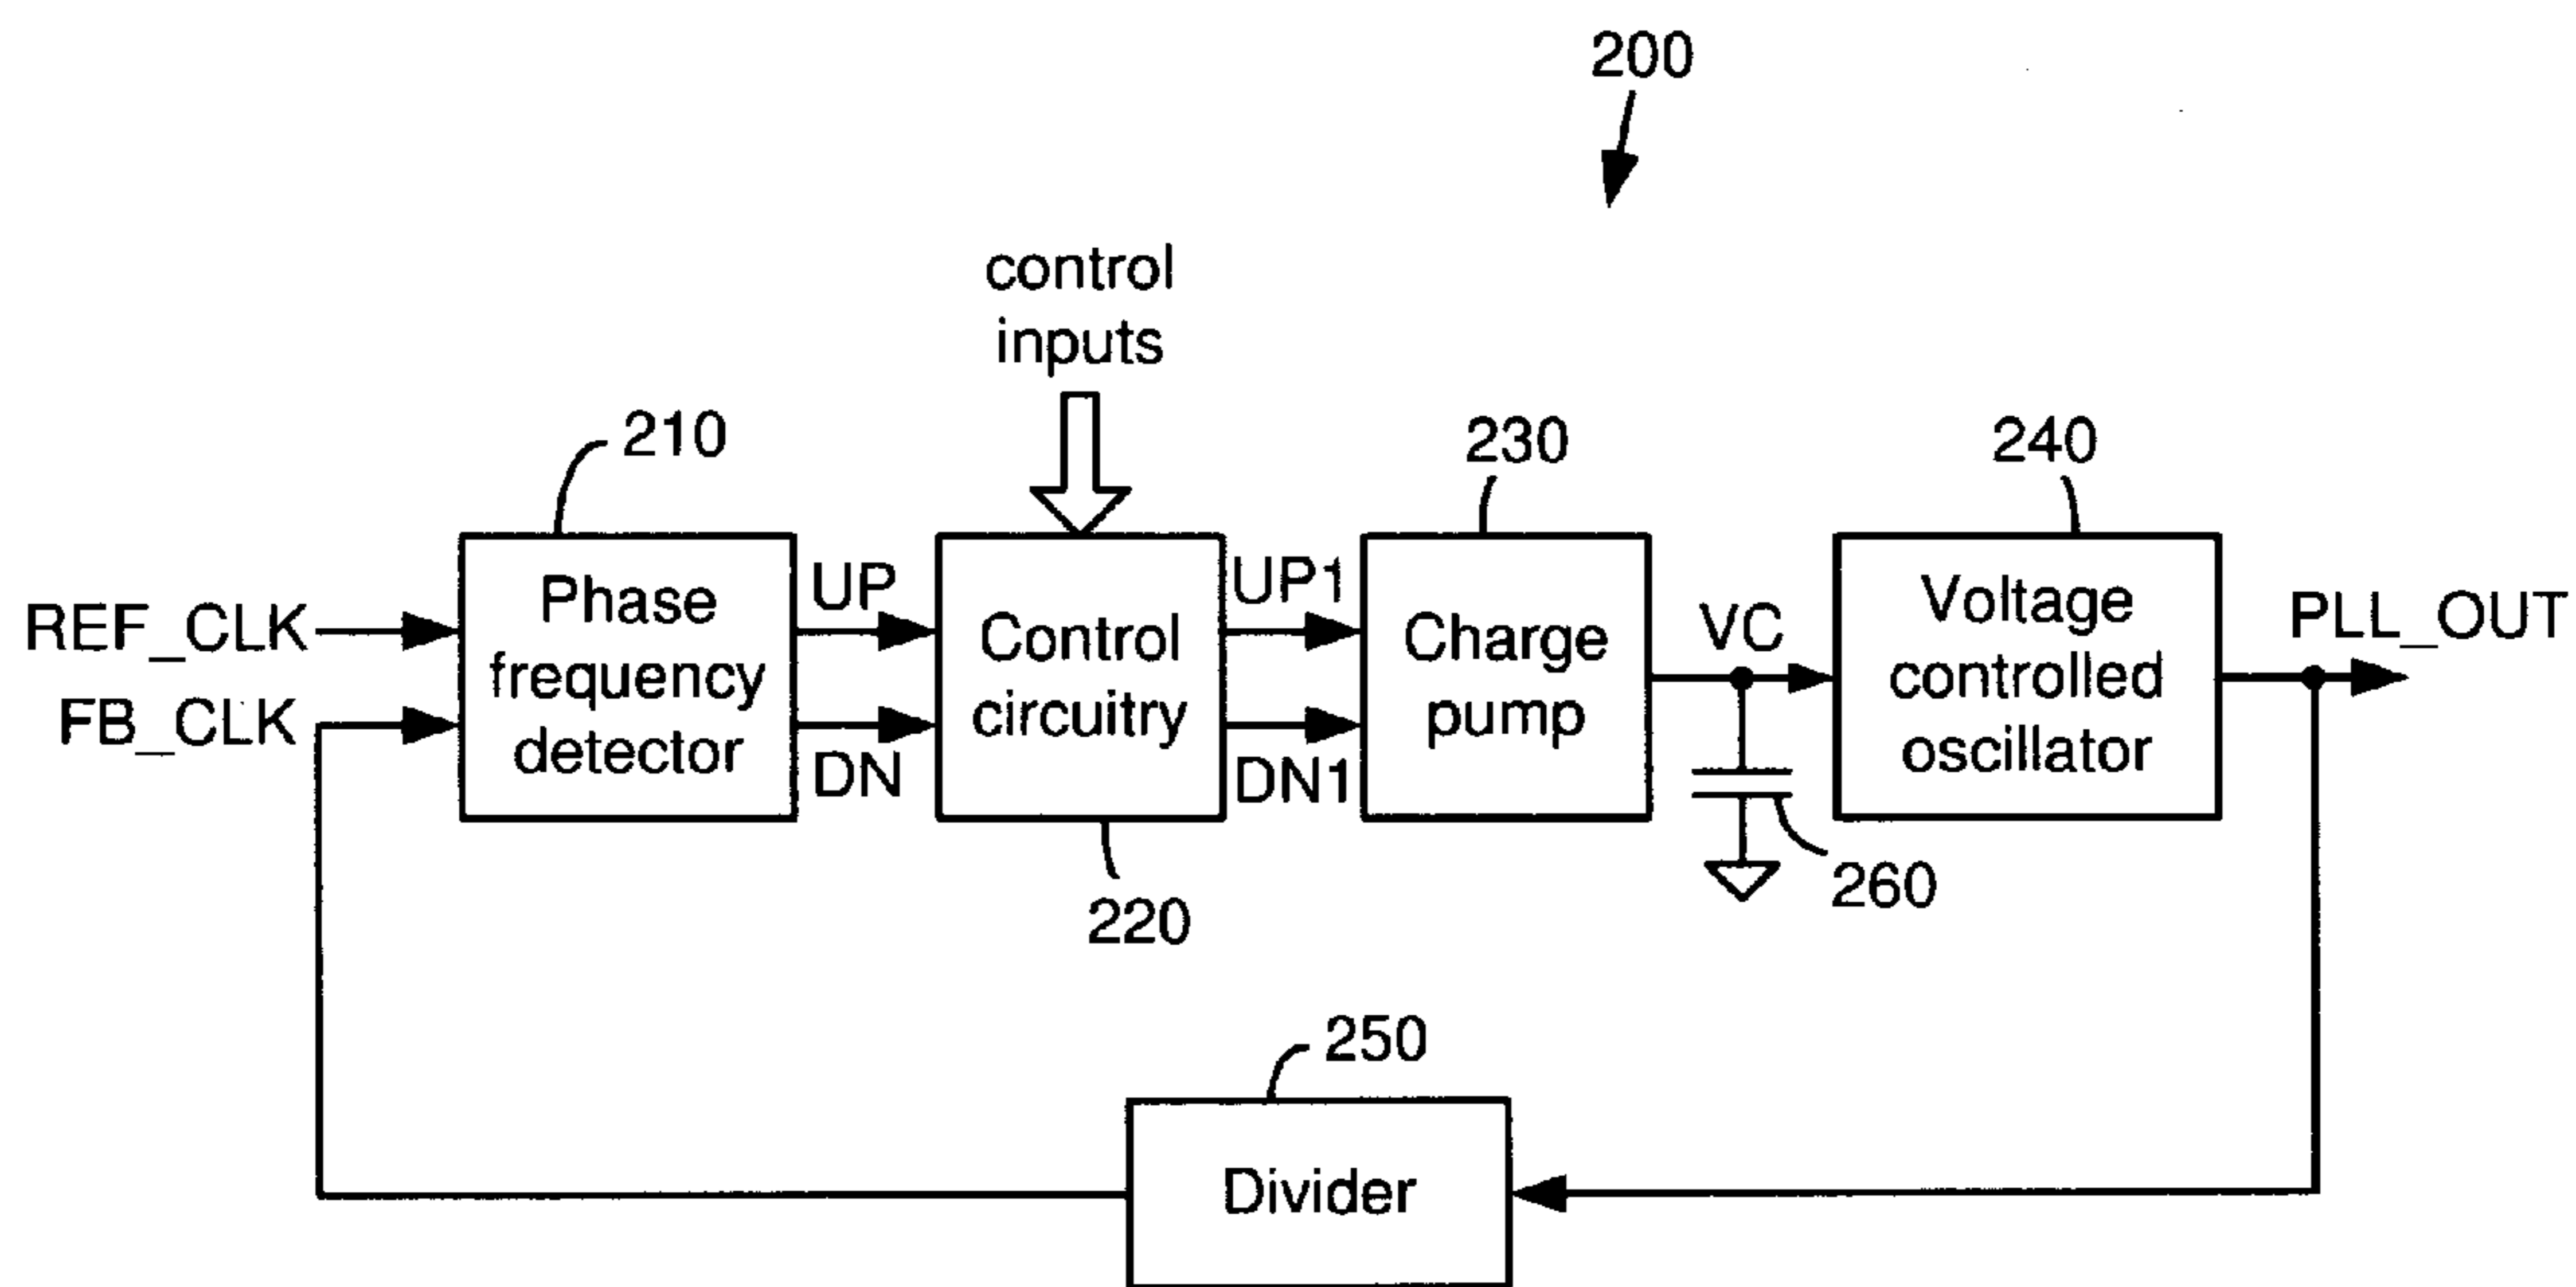 200
control
inputs
210
230
240
REF_CLK
FB_CLK
Phase
frequency
detector
UP
DN
Control
circuitry
UP1
DN1
Charge
pump
VC
Voltage
controlled
oscillator
PLL_OUT
220
260
250
Divider